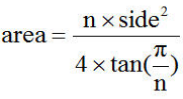 area = n × side² / 4 × tan(π/n)